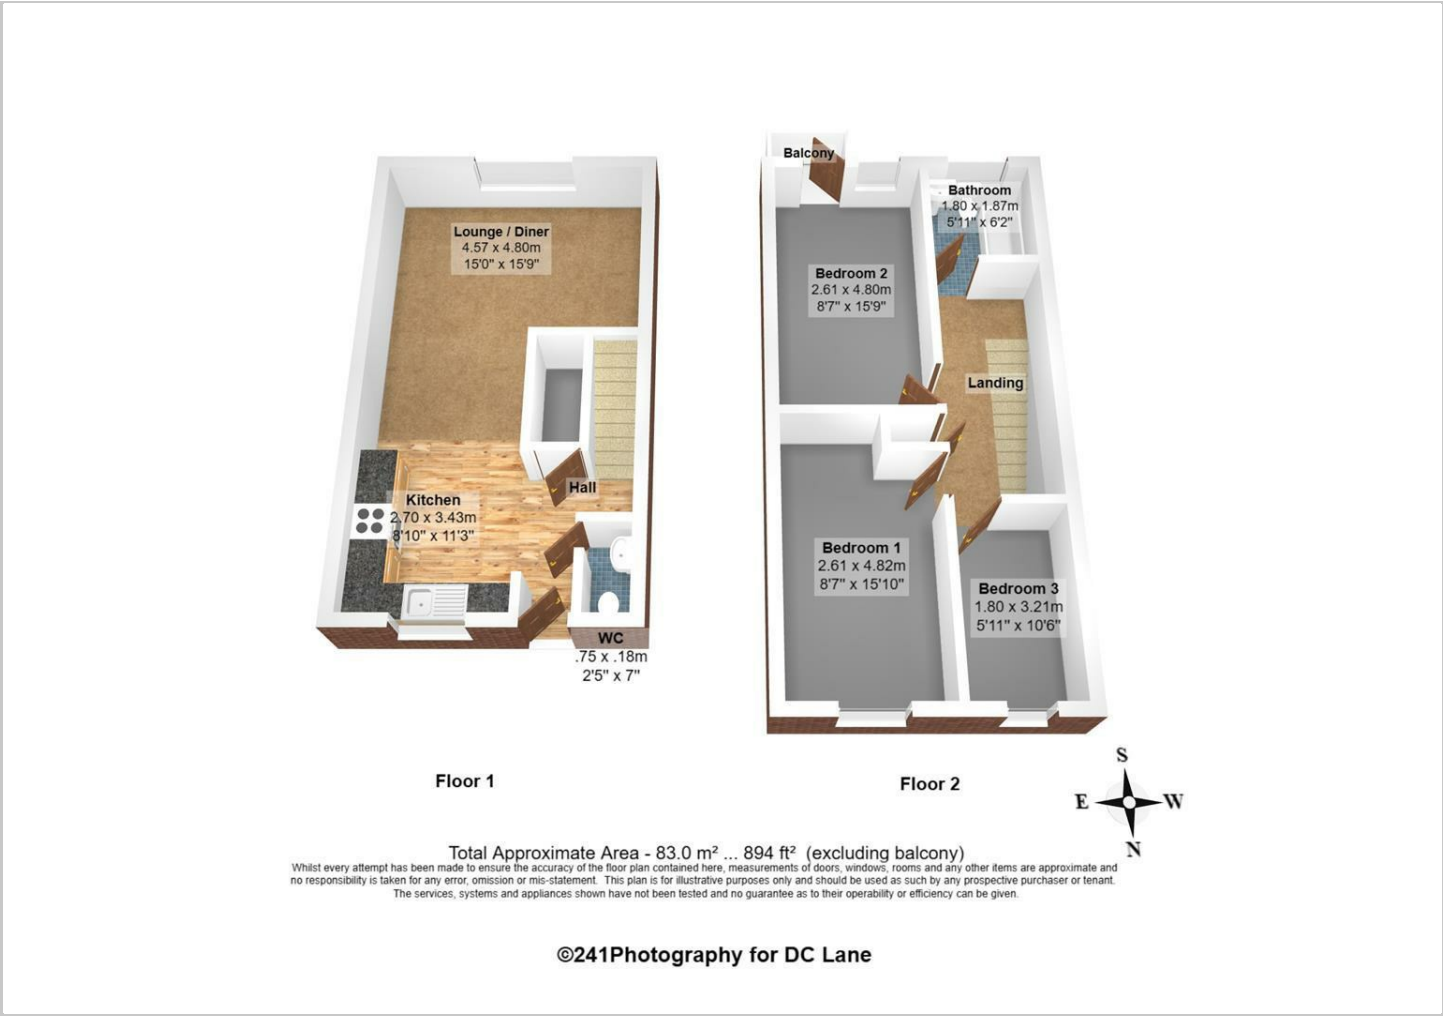 Lounge / Diner
4.57 x 4.80m
15'0" x 15'9"
Kitchen
2.70 x 3.43m
8'10" x 11'3"
Hall
WC
.75 x .18m
2'5" x 7"
Floor 1
Balcony
Bathroom
1.80 x 1.87m
5'11" x 6'2"
Bedroom 2
2.61 x 4.80m
8'7" x 15'9"
Landing
Bedroom 1
2.61 x 4.82m
8'7" x 15'10"
Bedroom 3
1.80 x 3.21m
5'11" x 10'6"
Floor 2
S
E W
N
Total Approximate Area - 83.0 m² ... 894 ft² (excluding balcony)
Whilst every attempt has been made to ensure the accuracy of the floor plan contained here, measurements of doors, windows, rooms and any other items are approximate and
no responsibility is taken for any error, omission or mis-statement. This plan is for illustrative purposes only and should be used as such by any prospective purchaser or tenant.
The services, systems and appliances shown have not been tested and no guarantee as to their operability or efficiency can be given.
©241Photography for DC Lane